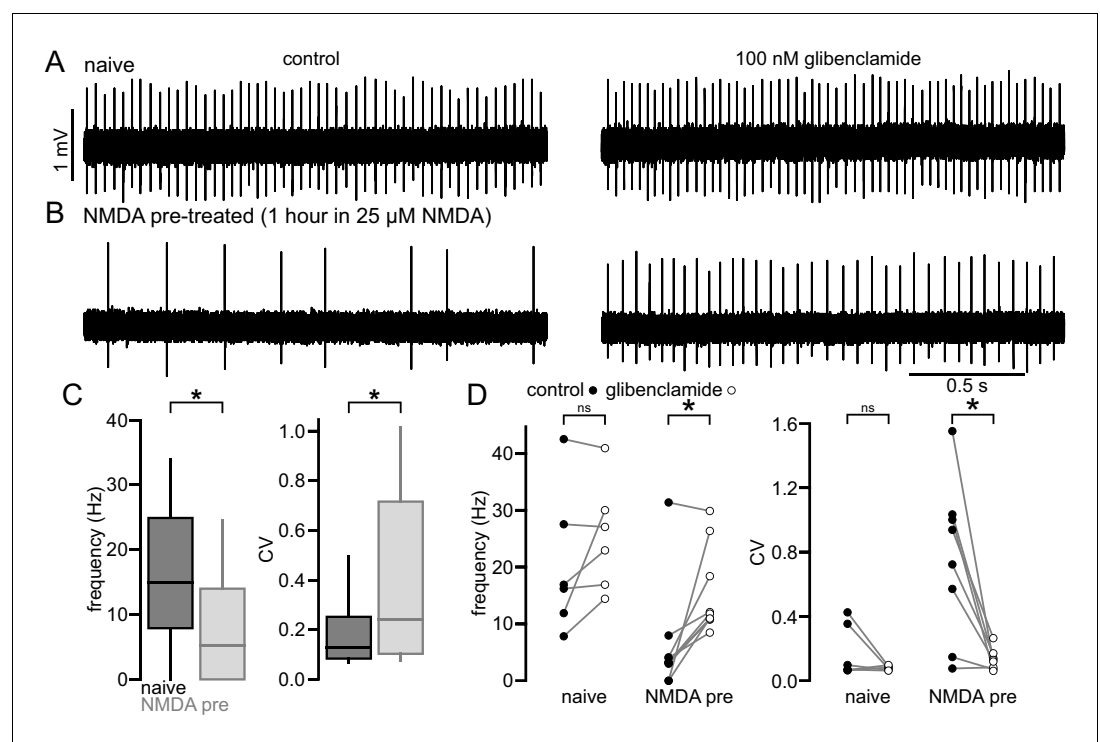 A
naive
control
100 nM glibenclamide
1 mV
B
NMDA pre-treated (1 hour in 25 µM NMDA)
0.5 s
C
*
*
frequency (Hz)
40
30
20
10
0
naive
NMDA pre
CV
1.0
0.8
0.6
0.4
0.2
0.0
D
control ● glibenclamide ○
ns
*
frequency (Hz)
40
30
20
10
0
naive
NMDA pre
ns
*
CV
1.6
1.2
0.8
0.4
0.0
naive
NMDA pre